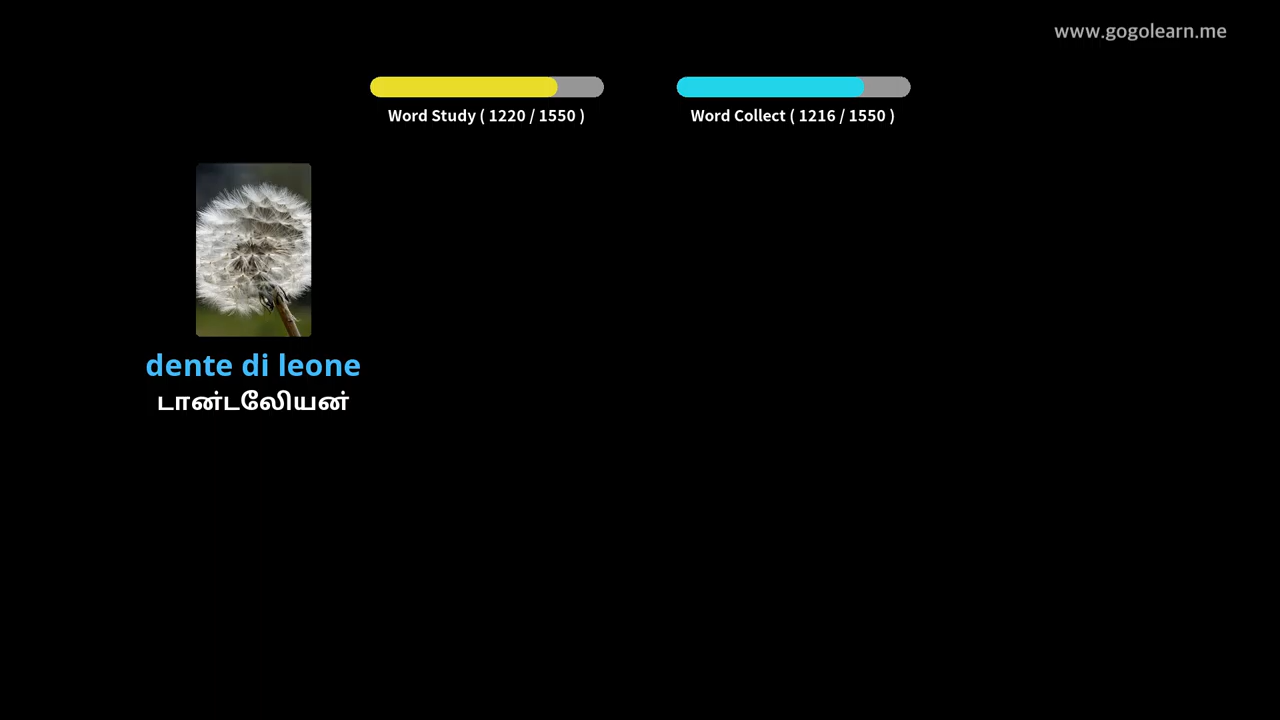 www.gogolearn.me
Word Study ( 1220 / 1550 )
Word Collect ( 1216 / 1550 )
dente di leone
டான்டலேியன்